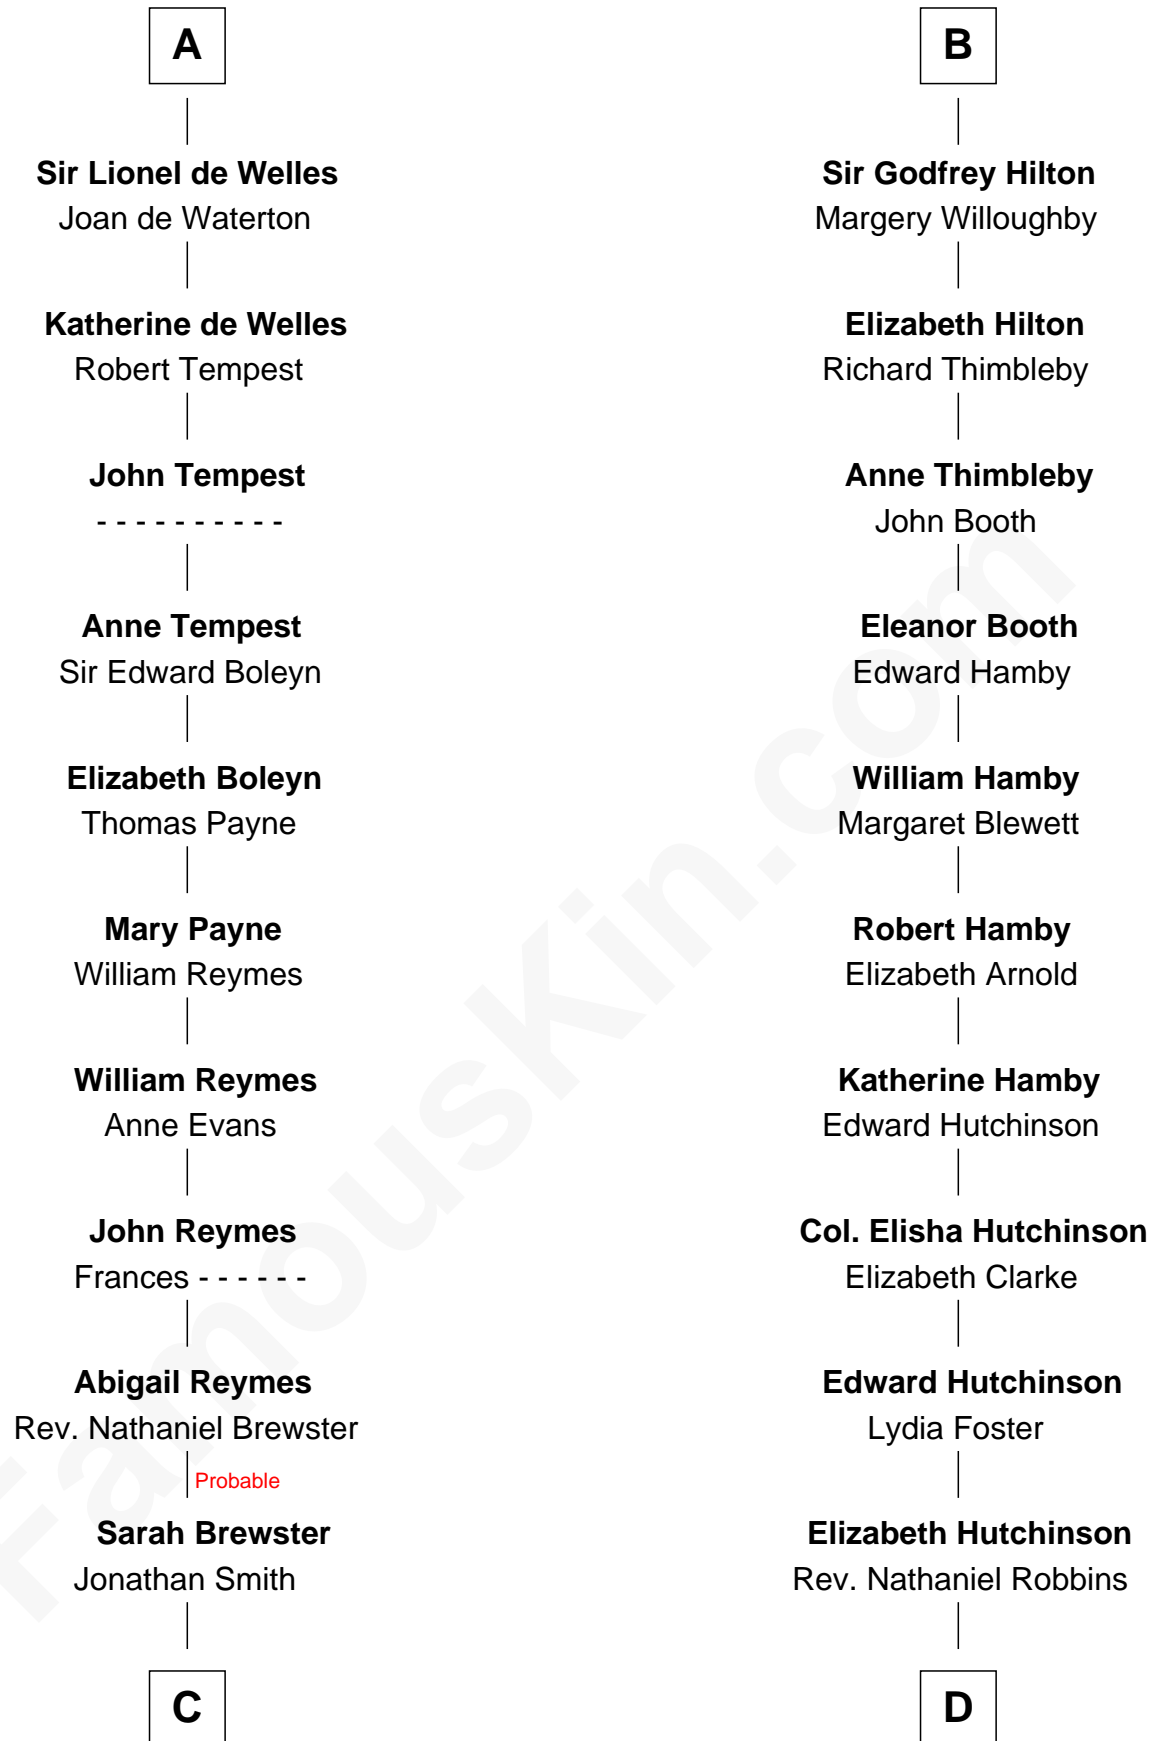 A
Sir Lionel de Welles
Joan de Waterton
Katherine de Welles
Robert Tempest
John Tempest
- - - - - - - - - -
Anne Tempest
Sir Edward Boleyn
Elizabeth Boleyn
Thomas Payne
Mary Payne
William Reymes
William Reymes
Anne Evans
John Reymes
Frances - - - - - -
Abigail Reymes
Rev. Nathaniel Brewster
Probable
Sarah Brewster
Jonathan Smith
C
B
Sir Godfrey Hilton
Margery Willoughby
Elizabeth Hilton
Richard Thimbleby
Anne Thimbleby
John Booth
Eleanor Booth
Edward Hamby
William Hamby
Margaret Blewett
Robert Hamby
Elizabeth Arnold
Katherine Hamby
Edward Hutchinson
Col. Elisha Hutchinson
Elizabeth Clarke
Edward Hutchinson
Lydia Foster
Elizabeth Hutchinson
Rev. Nathaniel Robbins
D
FamousKin.com